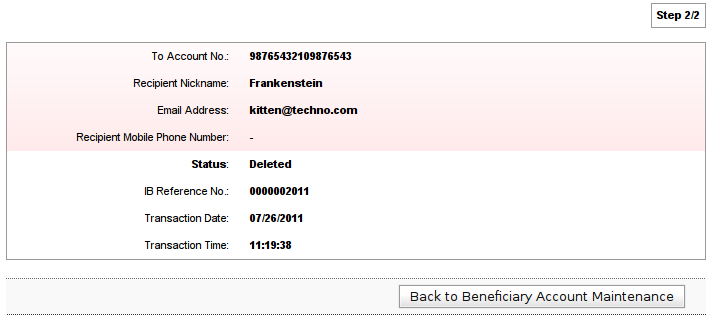 Step 2/2
To Account No.: 98765432109876543
Recipient Nickname: Frankenstein
Email Address: kitten@techno.com
Recipient Mobile Phone Number: -
Status: Deleted
IB Reference No.: 0000002011
Transaction Date: 07/26/2011
Transaction Time: 11:19:38
Back to Beneficiary Account Maintenance